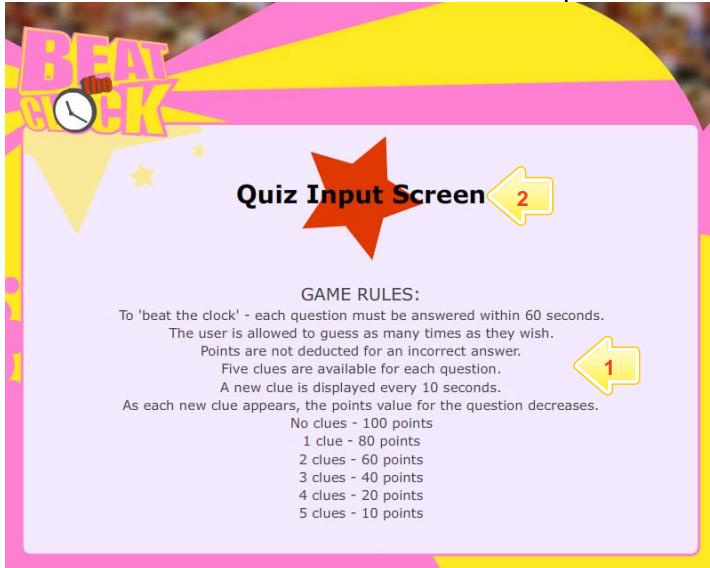 BEAT
the
CLOCK
Quiz Input Screen
2
GAME RULES:
To 'beat the clock' - each question must be answered within 60 seconds.
The user is allowed to guess as many times as they wish.
Points are not deducted for an incorrect answer.
1
Five clues are available for each question.
A new clue is displayed every 10 seconds.
As each new clue appears, the points value for the question decreases.
No clues - 100 points
1 clue - 80 points
2 clues - 60 points
3 clues - 40 points
4 clues - 20 points
5 clues - 10 points